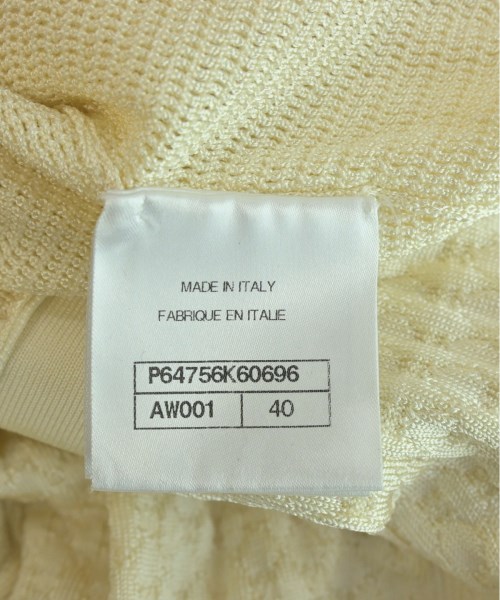 MADE IN ITALY
FABRIQUE EN ITALIE
P64756K60696
AW001 40